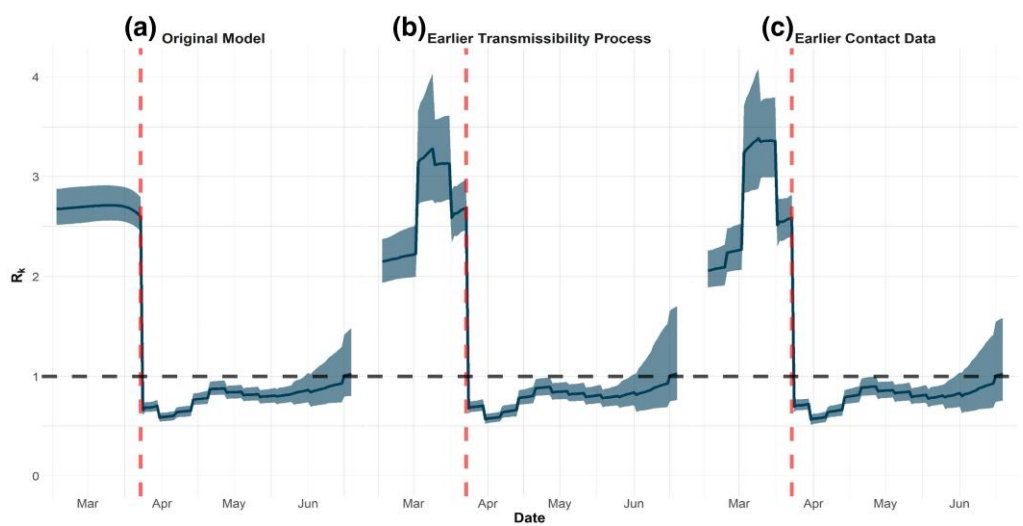 (a) Original Model
(b) Earlier Transmissibility Process
(c) Earlier Contact Data
4
3
2
1
0
R_k
Mar Apr May Jun Mar Apr May Jun Mar Apr May Jun
Date